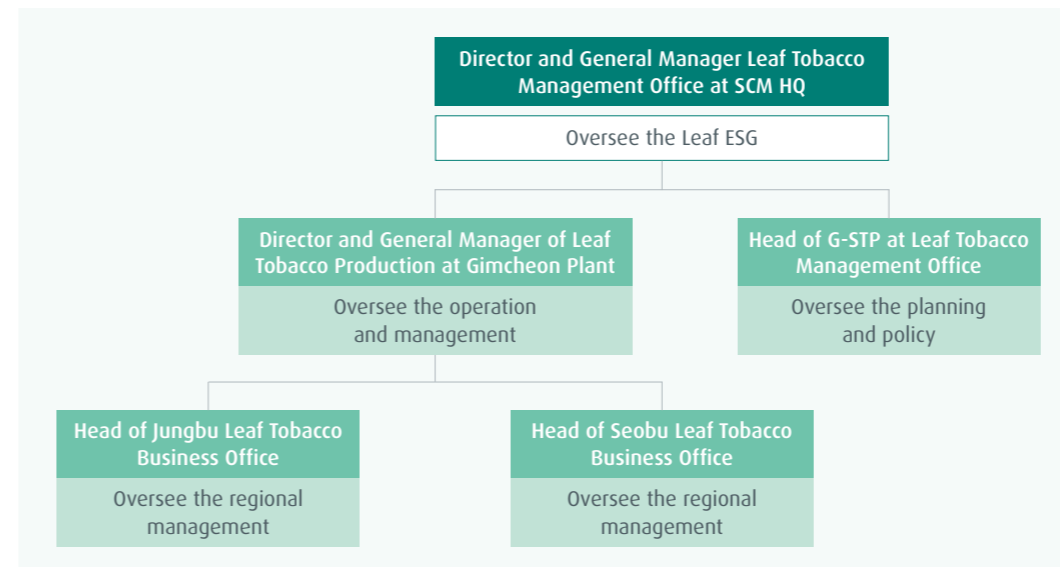 Director and General Manager Leaf Tobacco
Management Office at SCM HQ
Oversee the Leaf ESG
Director and General Manager of Leaf
Tobacco Production at Gimcheon Plant
Oversee the operation
and management
Head of G-STP at Leaf Tobacco
Management Office
Oversee the planning
and policy
Head of Jungbu Leaf Tobacco
Business Office
Oversee the regional
management
Head of Seobu Leaf Tobacco
Business Office
Oversee the regional
management